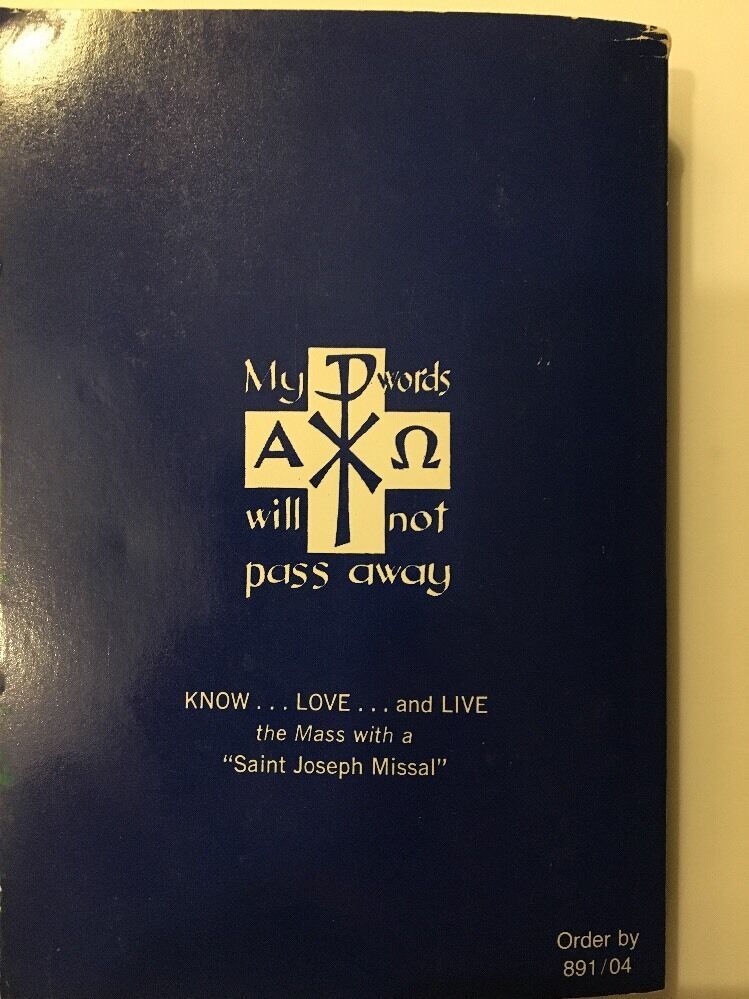 My ☧ words
Α Ω
will not
pass away
KNOW . . . LOVE . . . and LIVE
the Mass with a
“Saint Joseph Missal”
Order by
891/04